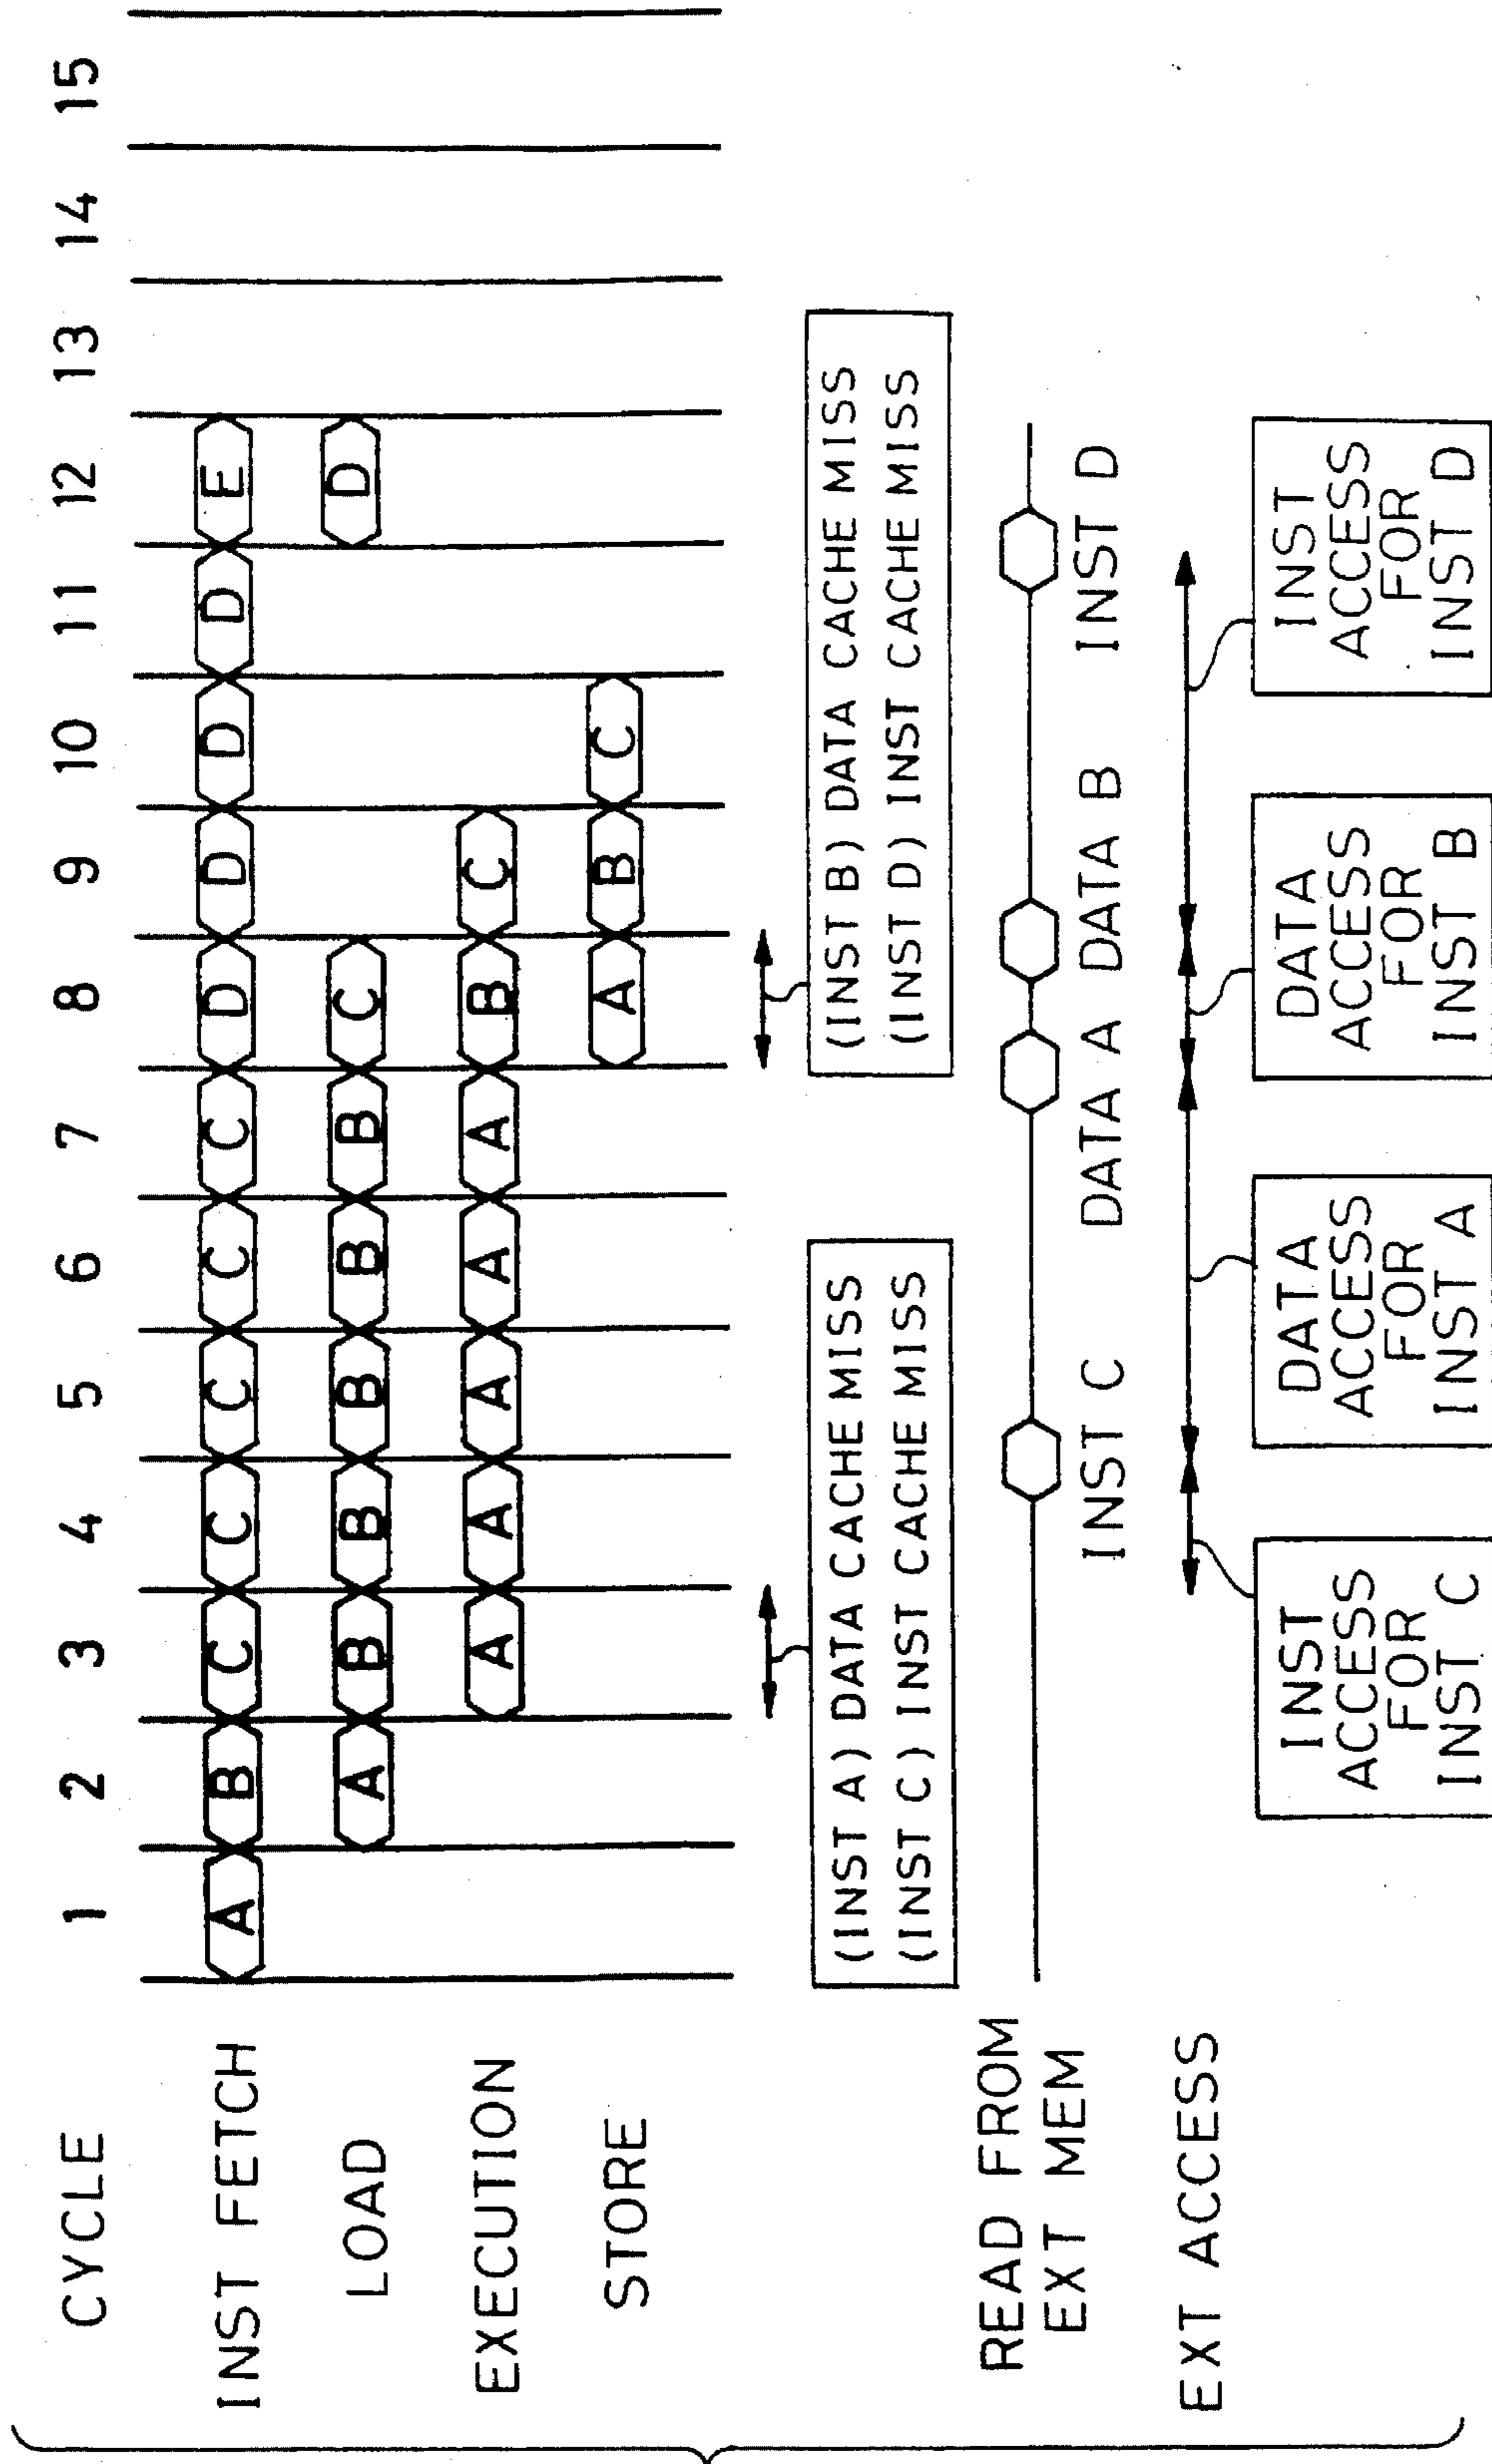 CYCLE 1 2 3 4 5 6 7 8 9 10 11 12 13 14 15
INST FETCH A B C C C C C D D D D E
LOAD A B B B B B C D
EXECUTION A A A A A B C
STORE A B C
(INST A) DATA CACHE MISS
(INST C) INST CACHE MISS
(INST B) DATA CACHE MISS
(INST D) INST CACHE MISS
READ FROM
EXT MEM
INST C DATA A DATA B INST D
EXT ACCESS
INST
ACCESS
FOR
INST C
DATA
ACCESS
FOR
INST A
DATA
ACCESS
FOR
INST B
INST
ACCESS
FOR
INST D